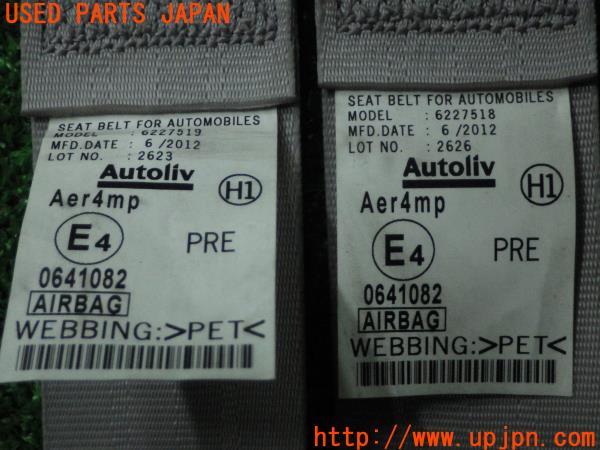 USED PARTS JAPAN
SEAT BELT FOR AUTOMOBILES
MODEL : 6227519
MFD.DATE : 6/2012
LOT NO. : 2623
Autoliv
Aer4mp
H1
E4
PRE
0641082
AIRBAG
WEBBING:>PET<
SEAT BELT FOR AUTOMOBILES
MODEL : 6227518
MFD.DATE : 6/2012
LOT NO. : 2626
Autoliv
Aer4mp
H1
E4
PRE
0641082
AIRBAG
WEBBING:>PET<
UPJ
www.upjpn.com